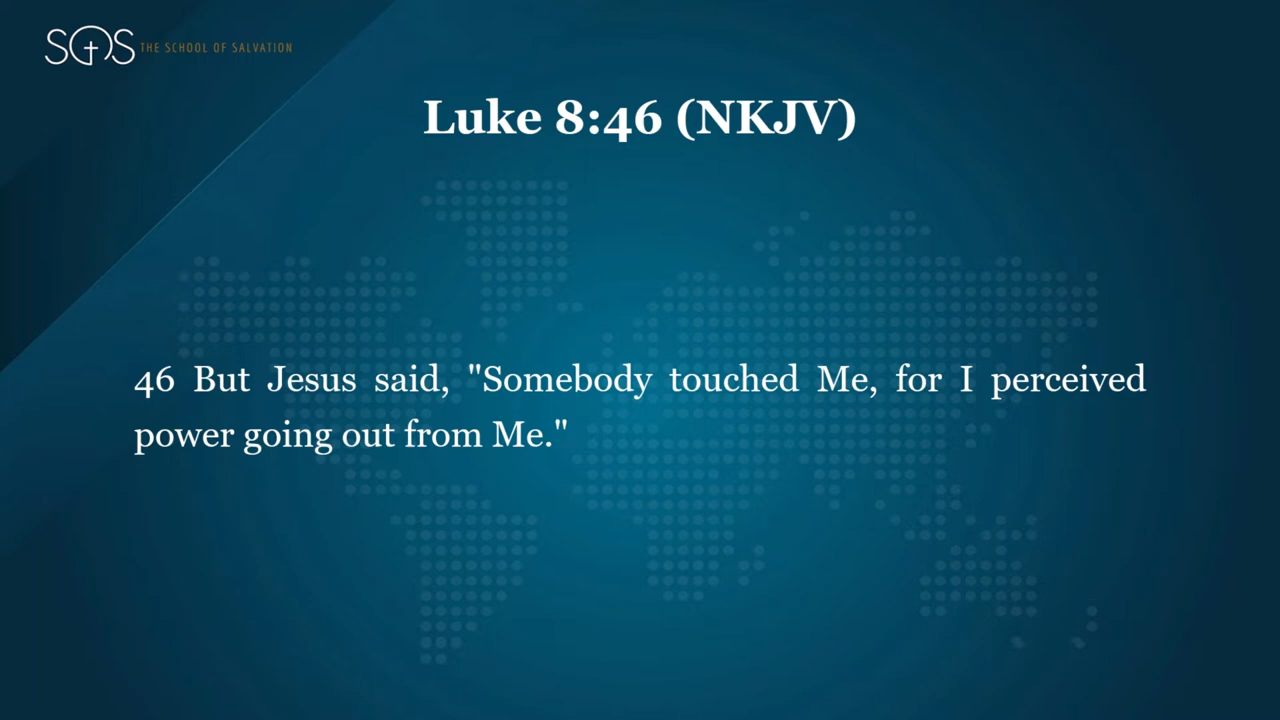 SOS THE SCHOOL OF SALVATION
Luke 8:46 (NKJV)
46 But Jesus said, "Somebody touched Me, for I perceived
power going out from Me."